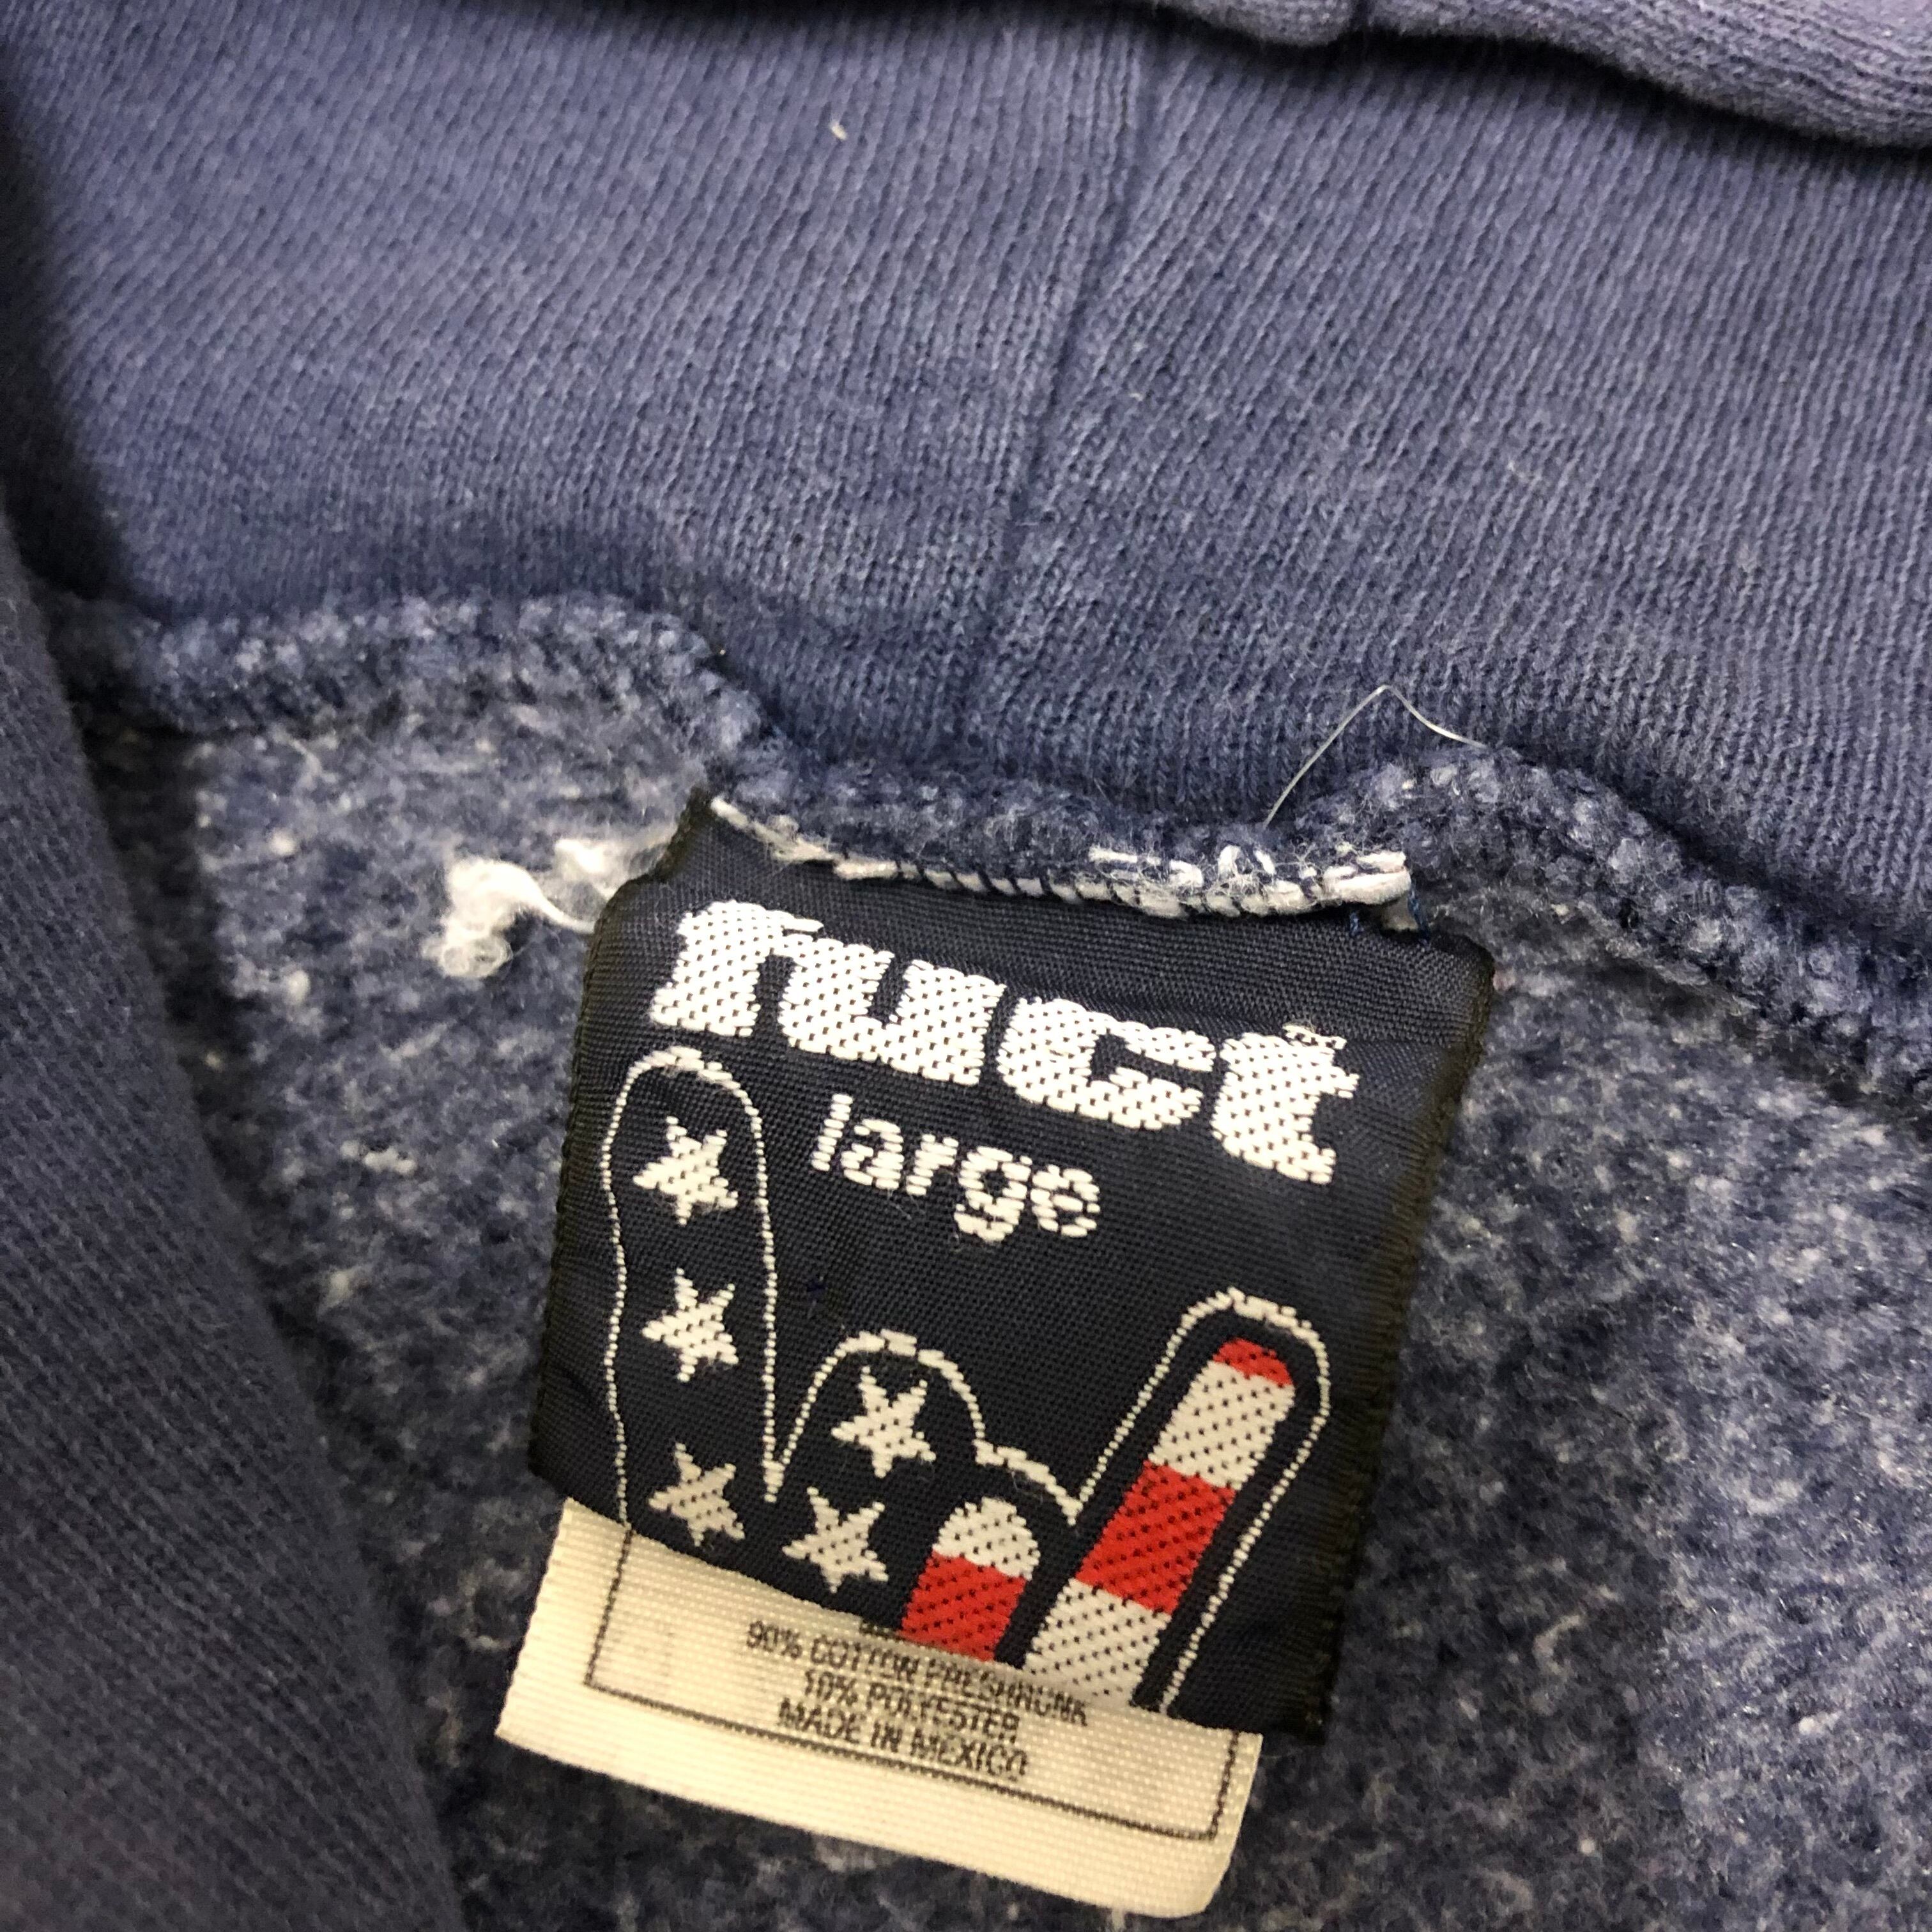 fuct
large
90% COTTON PRESHRUNK
10% POLYESTER
MADE IN MEXICO